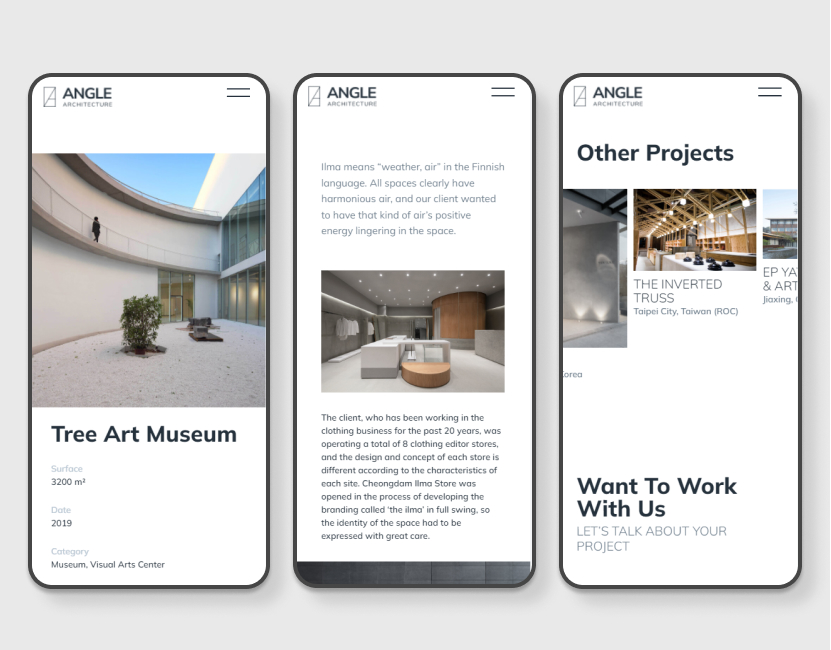 ANGLE
ARCHITECTURE
Tree Art Museum
Surface
3200 m²
Date
2019
Category
Museum, Visual Arts Center
ANGLE
ARCHITECTURE
Ilma means “weather, air” in the Finnish
language. All spaces clearly have
harmonious air, and our client wanted
to have that kind of air’s positive
energy lingering in the space.
The client, who has been working in the
clothing business for the past 20 years, was
operating a total of 8 clothing editor stores,
and the design and concept of each store is
different according to the characteristics of
each site. Cheongdam Ilma Store was
opened in the process of developing the
branding called ‘the ilma’ in full swing, so
the identity of the space had to be
expressed with great care.
ANGLE
ARCHITECTURE
Other Projects
THE INVERTED
TRUSS
Taipei City, Taiwan (ROC)
EP YA
& ART
Jiaxing,
Korea
Want To Work
With Us
LET’S TALK ABOUT YOUR
PROJECT